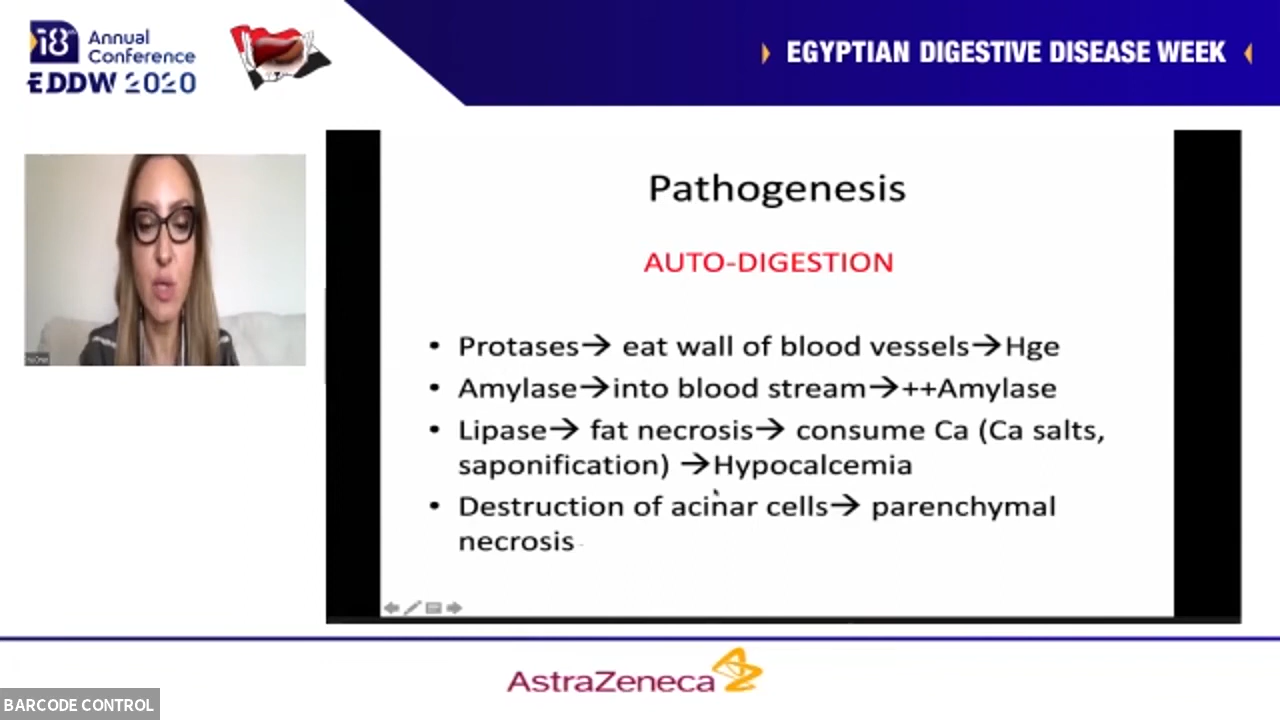 i8
Annual
Conference
EDDW 2020
EGYPTIAN DIGESTIVE DISEASE WEEK
Pathogenesis
AUTO-DIGESTION
• Protases→ eat wall of blood vessels→Hge
• Amylase→into blood stream→++Amylase
• Lipase→ fat necrosis→ consume Ca (Ca salts,
saponification) →Hypocalcemia
• Destruction of acinar cells→ parenchymal
necrosis
AstraZeneca
BARCODE CONTROL